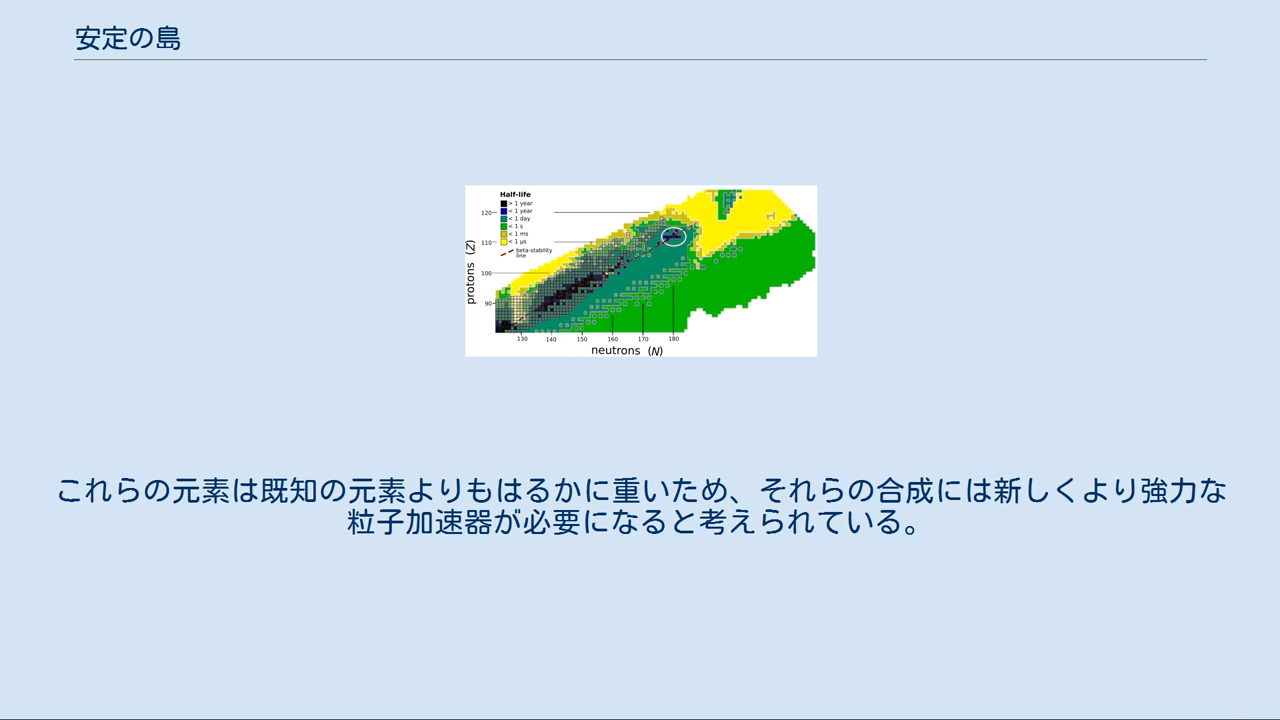 安定の島
Half-life
> 1 year
< 1 year
< 1 day
< 1 s
< 1 ms
< 1 µs
beta-stability
line
120
110
100
90
protons (Z)
130 140 150 160 170 180
neutrons (N)
これらの元素は既知の元素よりもはるかに重いため、それらの合成には新しくより強力な
粒子加速器が必要になると考えられている。